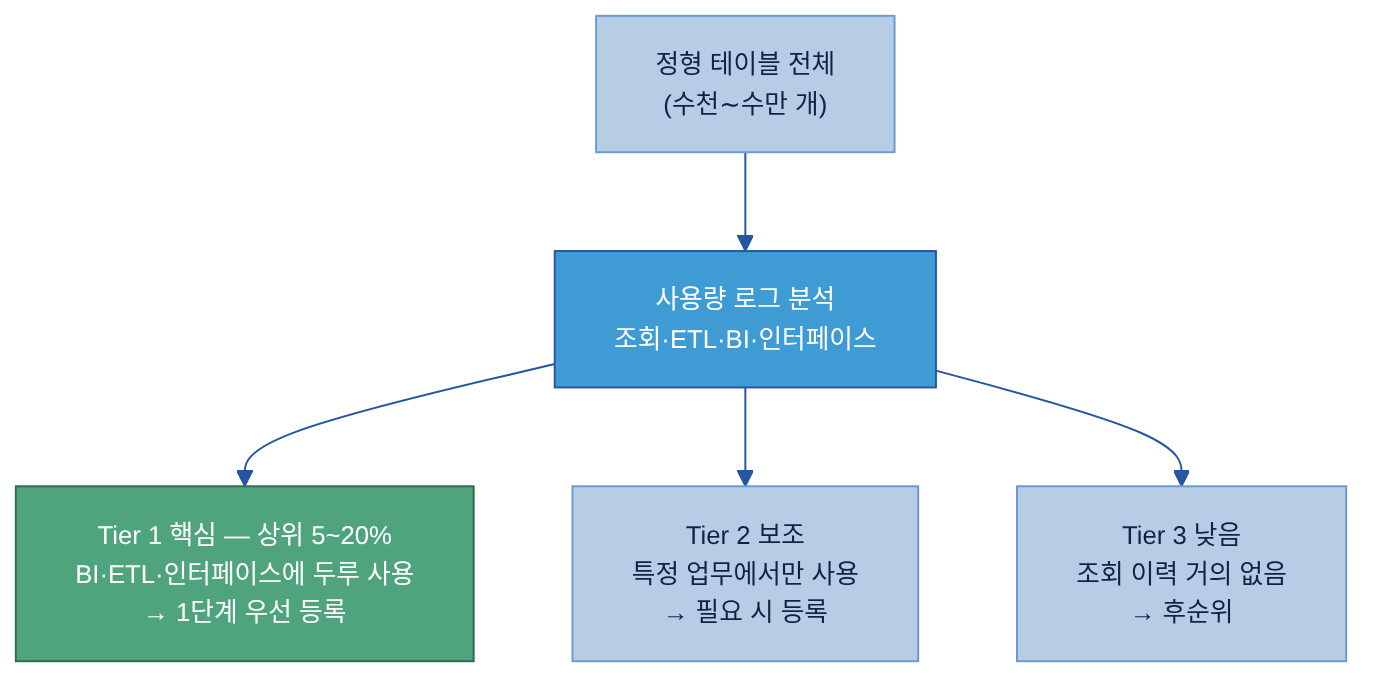 정형 테이블 전체
(수천∼수만 개)
사용량 로그 분석
조회·ETL·BI·인터페이스
Tier 1 핵심 — 상위 5~20%
BI·ETL·인터페이스에 두루 사용
→ 1단계 우선 등록
Tier 2 보조
특정 업무에서만 사용
→ 필요 시 등록
Tier 3 낮음
조회 이력 거의 없음
→ 후순위